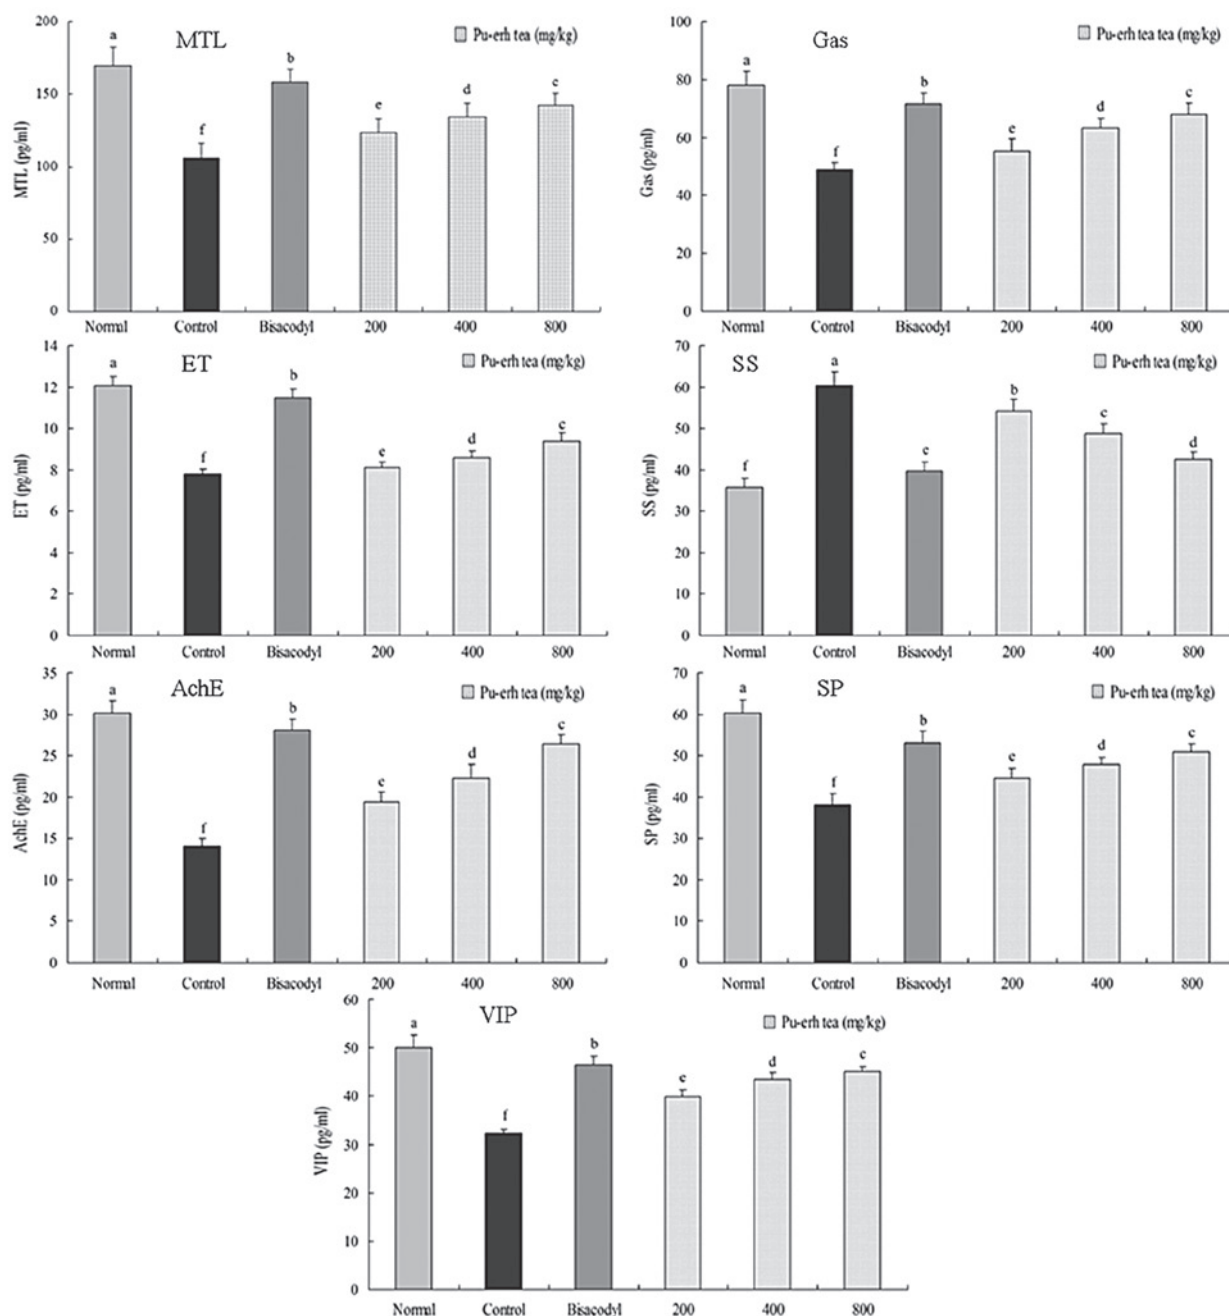 200
150
100
50
0
MTL (pg/ml)
MTL
Pu-erh tea (mg/kg)
a
f
b
e
d
c
Normal Control Bisacodyl 200 400 800
100
80
60
40
20
0
Gas (pg/ml)
Gas
Pu-erh tea tea (mg/kg)
a
f
b
e
d
c
Normal Control Bisacodyl 200 400 800
14
12
10
8
6
4
2
0
ET (pg/ml)
ET
Pu-erh tea (mg/kg)
a
f
b
e
d
c
Normal Control Bisacodyl 200 400 800
70
60
50
40
30
20
10
0
SS (pg/ml)
SS
Pu-erh tea (mg/kg)
f
a
e
b
c
d
Normal Control Bisacodyl 200 400 800
35
30
25
20
15
10
5
0
AchE (pg/ml)
AchE
Pu-erh tea (mg/kg)
a
f
b
e
d
c
Normal Control Bisacodyl 200 400 800
70
60
50
40
30
20
10
0
SP (pg/ml)
SP
Pu-erh tea (mg/kg)
a
f
b
e
d
c
Normal Control Bisacodyl 200 400 800
60
50
40
30
20
10
0
VIP (pg/ml)
VIP
Pu-erh tea (mg/kg)
a
f
b
e
d
c
Normal Control Bisacodyl 200 400 800